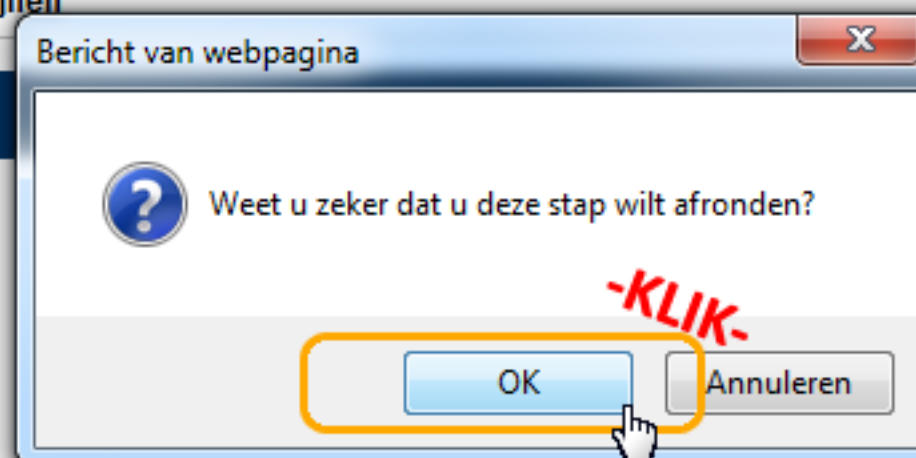 Bericht van webpagina
Weet u zeker dat u deze stap wilt afronden?
-KLIK-
OK
Annuleren